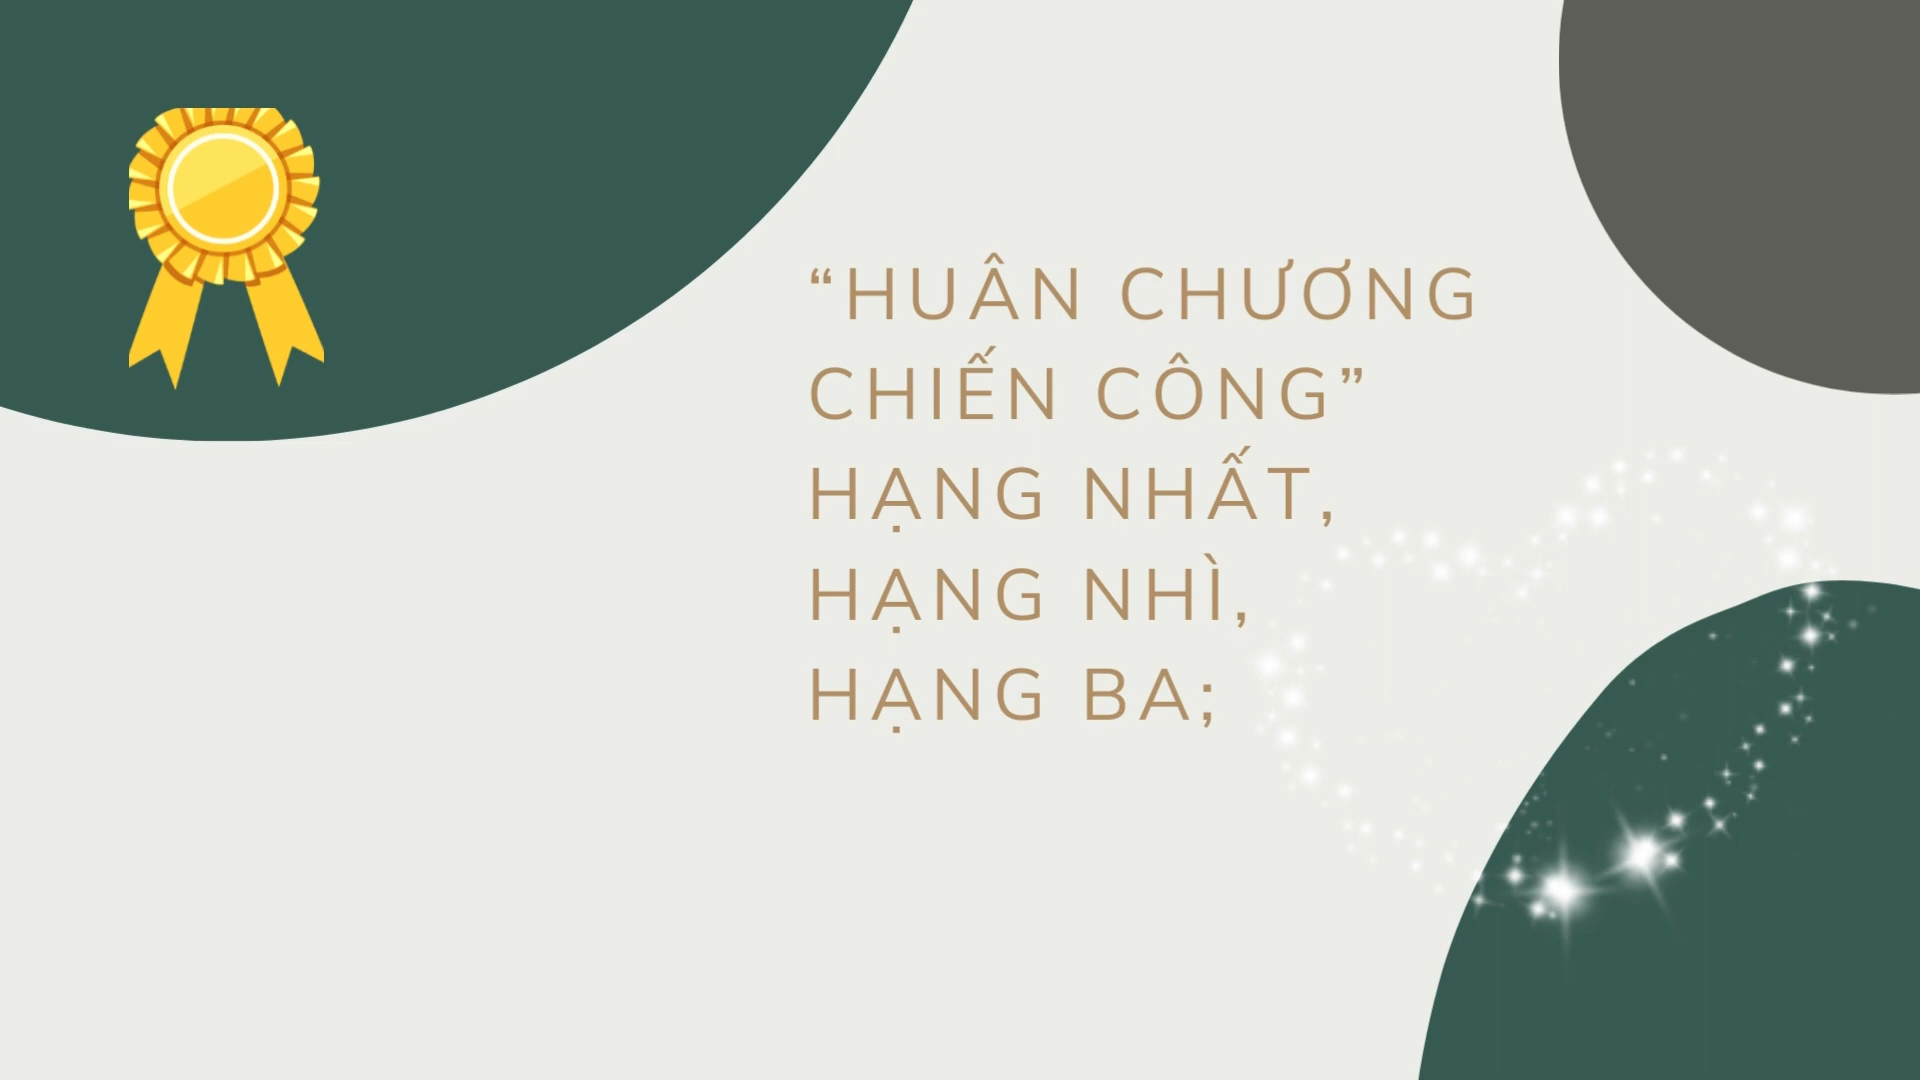 “HUÂN CHƯƠNG
CHIẾN CÔNG”
HẠNG NHẤT,
HẠNG NHÌ,
HẠNG BA;